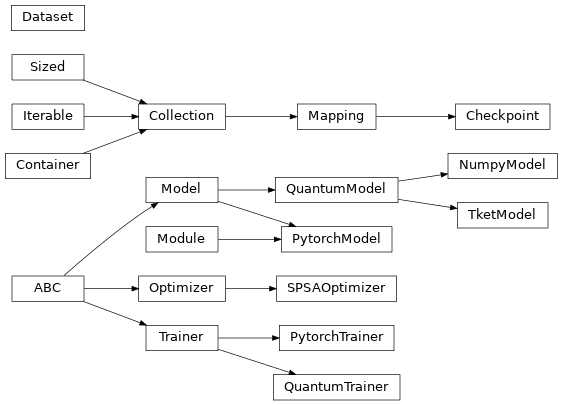 Dataset
Sized
Iterable
Collection
Mapping
Checkpoint
Container
NumpyModel
Model
QuantumModel
TketModel
Module
PytorchModel
ABC
Optimizer
SPSAOptimizer
Trainer
PytorchTrainer
QuantumTrainer